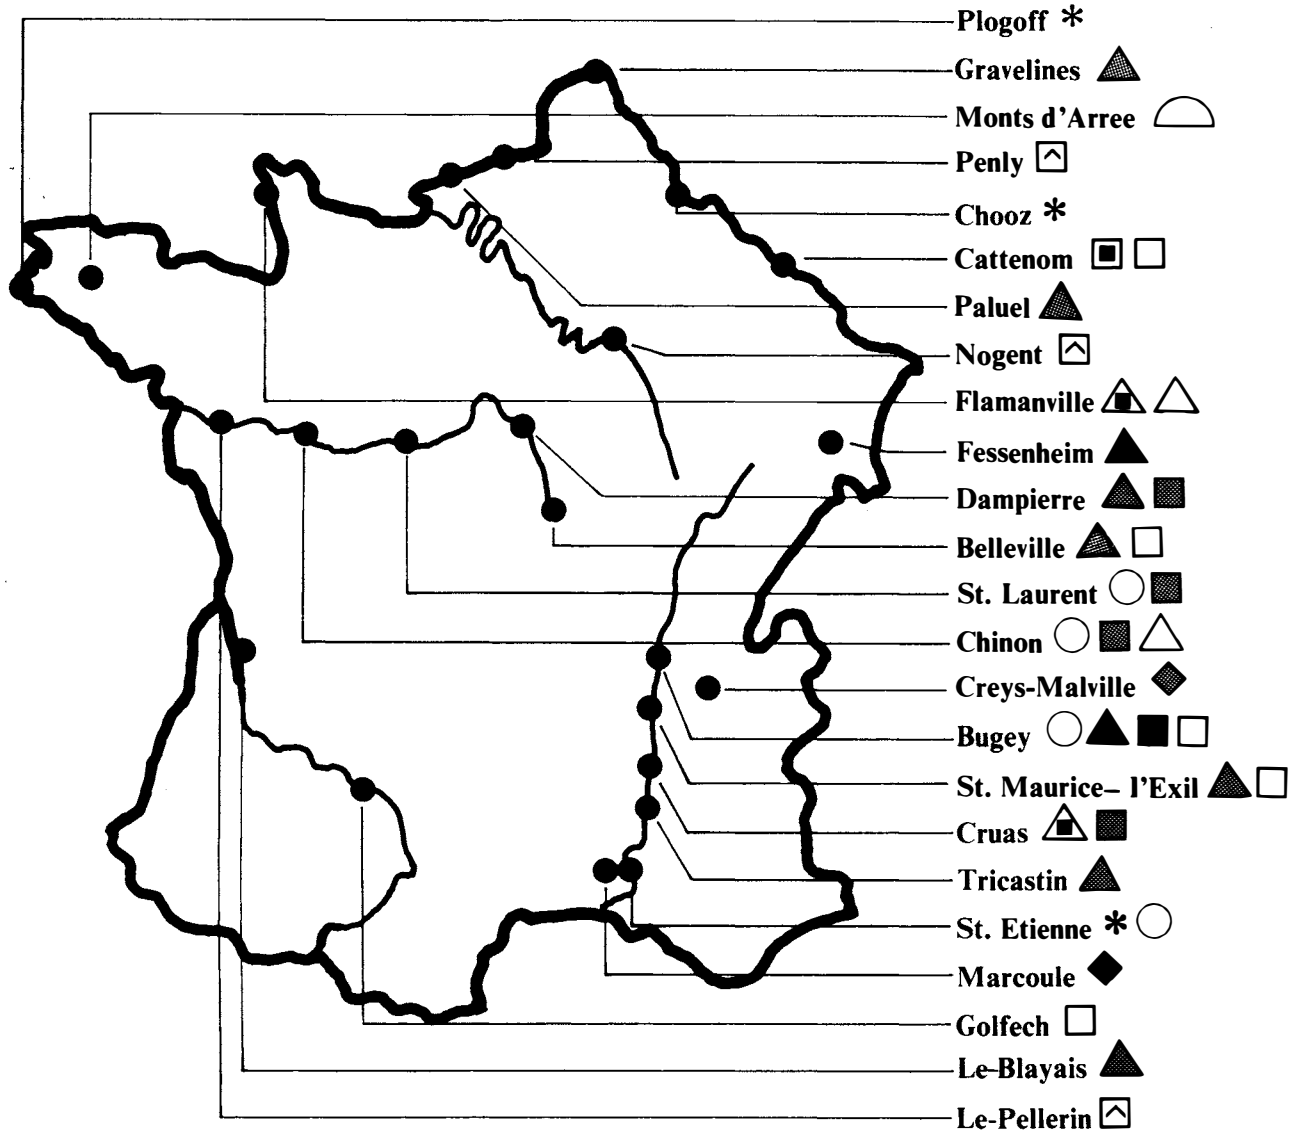 Plogoff *
Gravelines
Monts d'Arree
Penly
Chooz *
Cattenom
Paluel
Nogent
Flamanville
Fessenheim
Dampierre
Belleville
St. Laurent
Chinon
Creys-Malville
Bugey
St. Maurice– l'Exil
Cruas
Tricastin
St. Etienne *
Marcoule
Golfech
Le-Blayais
Le-Pellerin